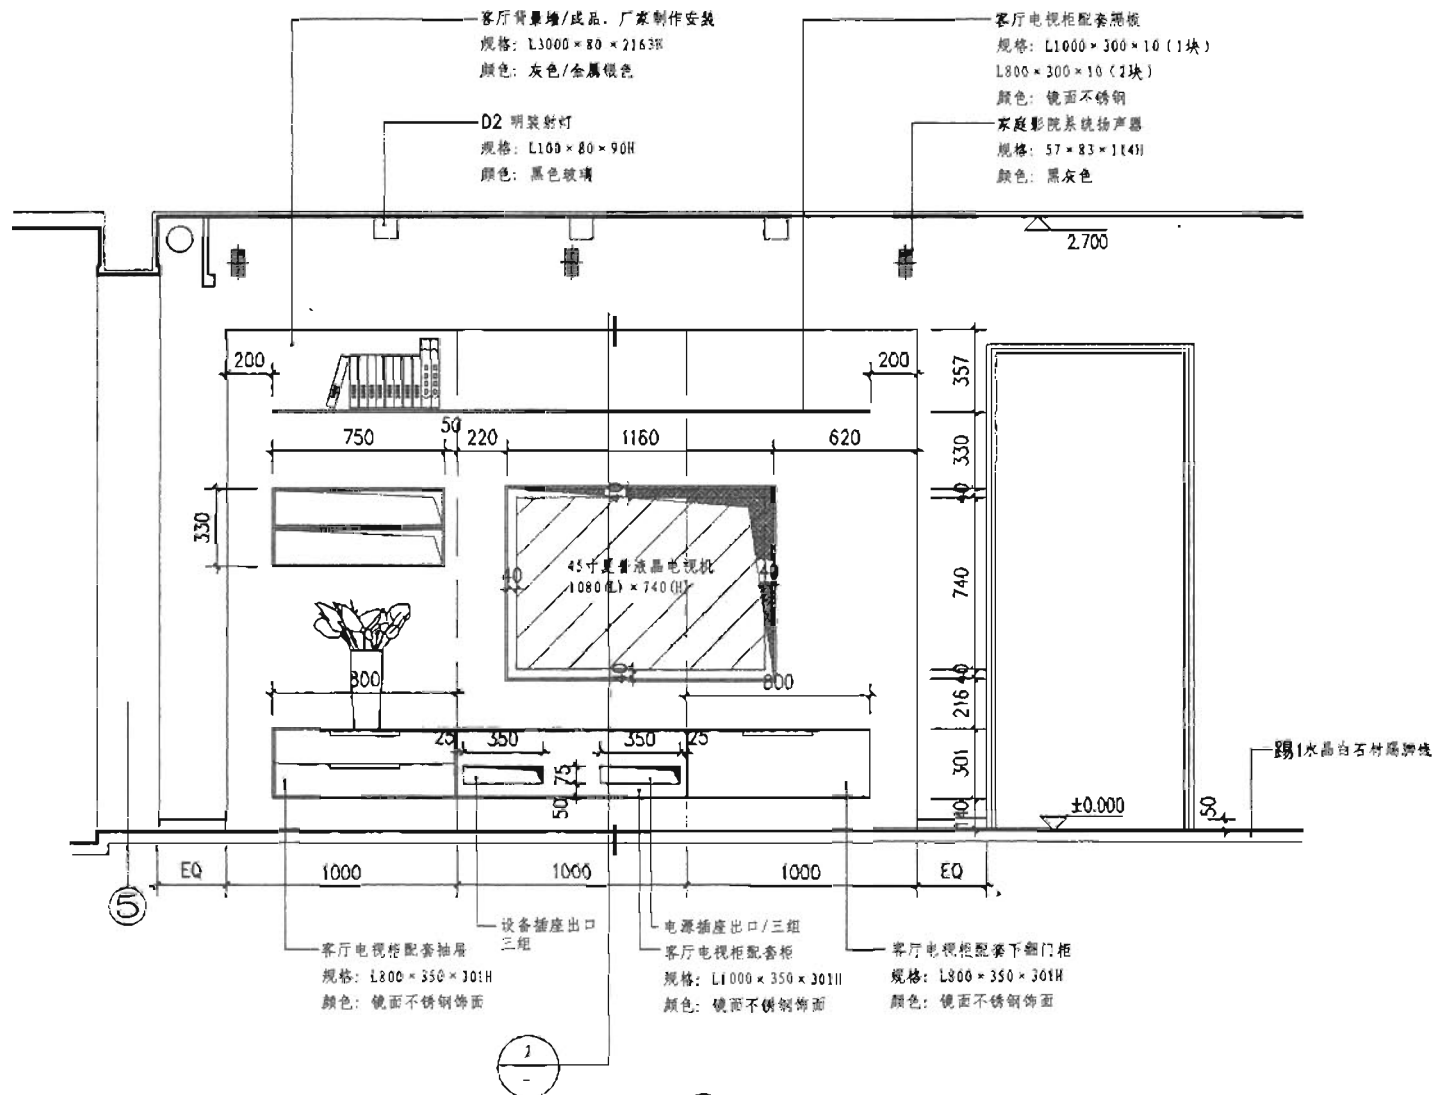 客厅背景墙/成品。厂家制作安装
规格: L3000×80×2163H
颜色: 灰色/金属银色
D2 明装射灯
规格: L100×80×90H
颜色: 黑色玻璃
客厅电视柜配套隔板
规格: L1000×300×10(1块)
L800×300×10(2块)
颜色: 镜面不锈钢
家庭影院系统扬声器
规格: 57×83×114H
颜色: 黑灰色
2.700
200
200
357
50
750
220
1160
620
330
40
40
330
45寸夏普液晶电视机
1080(L)×740(H)
40
40
740
40
800
800
40
216
25
350
350
25
75
50
301
踢1水晶白石材踢脚线
140
±0.000
50
EQ
1000
1000
1000
EQ
5
设备插座出口
三组
电源插座出口/三组
客厅电视柜配套抽屉
规格: L800×350×301H
颜色: 镜面不锈钢饰面
客厅电视柜配套柜
规格: L1000×350×301H
颜色: 镜面不锈钢饰面
客厅电视柜配套下翻门柜
规格: L800×350×301H
颜色: 镜面不锈钢饰面
1
-